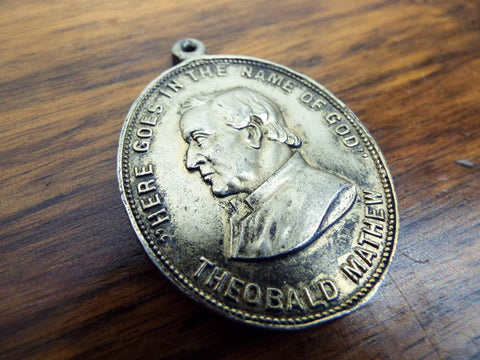 "HERE GOES IN THE NAME OF GOD"
THEOBALD MATHEW